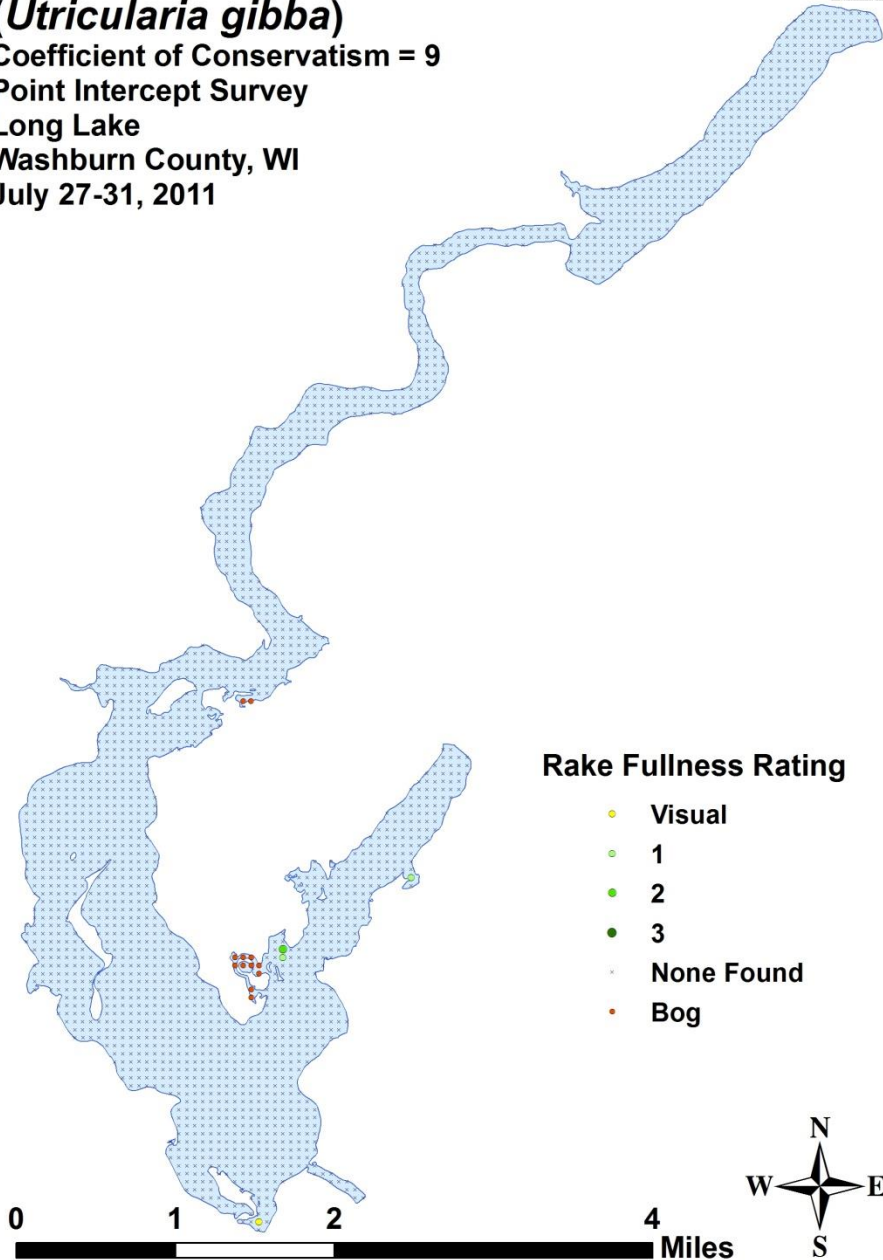 (Utricularia gibba)
Coefficient of Conservatism = 9
Point Intercept Survey
Long Lake
Washburn County, WI
July 27-31, 2011
Rake Fullness Rating
Visual
1
2
3
None Found
Bog
N
W E
S
0 1 2 4
Miles